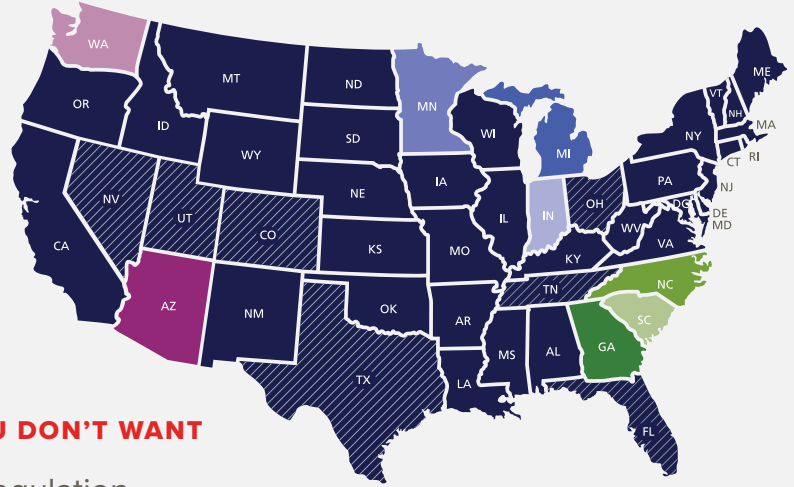 WA
MT
ND
MN
ME
VT
NH
OR
ID
SD
WI
MI
NY
MA
WY
CT
RI
IA
PA
NE
NJ
NV
UT
IL
IN
OH
DC
DE
MD
CO
WV
CA
KS
MO
VA
KY
AZ
NM
OK
TN
NC
AR
SC
MS
AL
GA
TX
LA
U DON'T WANT
FL